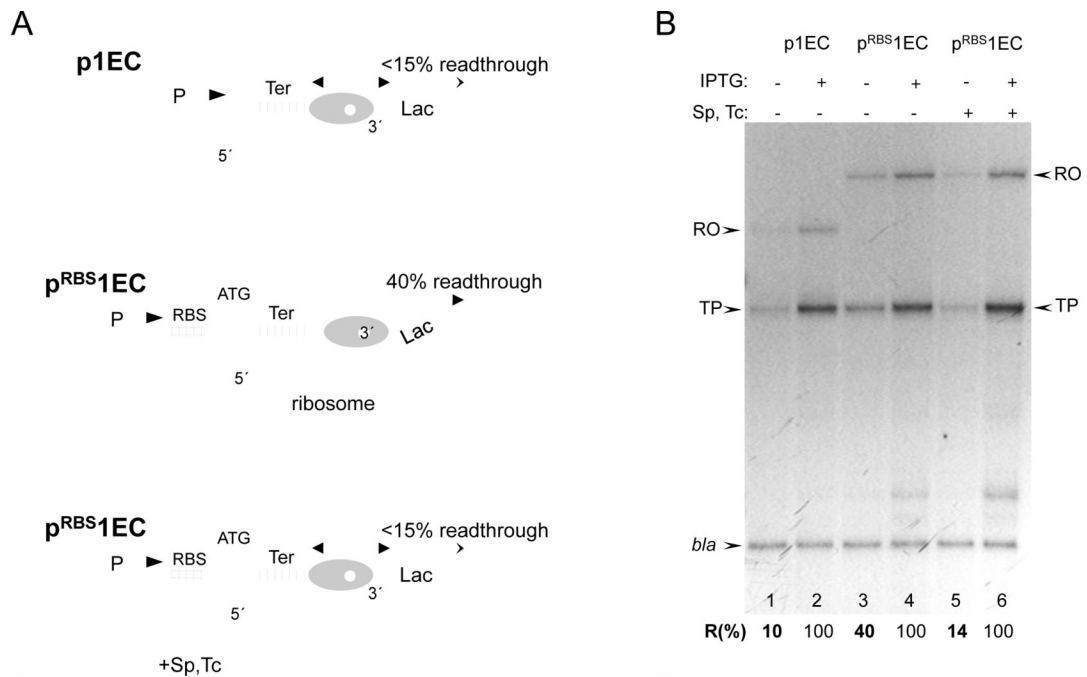 A
p1EC
<15% readthrough
P
Ter
Lac
3´
5´
pRBS1EC
40% readthrough
ATG
P
RBS
Ter
3´
Lac
5´
ribosome
pRBS1EC
<15% readthrough
ATG
P
RBS
Ter
Lac
3´
5´
+Sp,Tc
B
p1EC pRBS1EC pRBS1EC
IPTG: - + - + - +
Sp, Tc: - - - - + +
RO
RO
TP TP
bla
1 2 3 4 5 6
R(%) 10 100 40 100 14 100